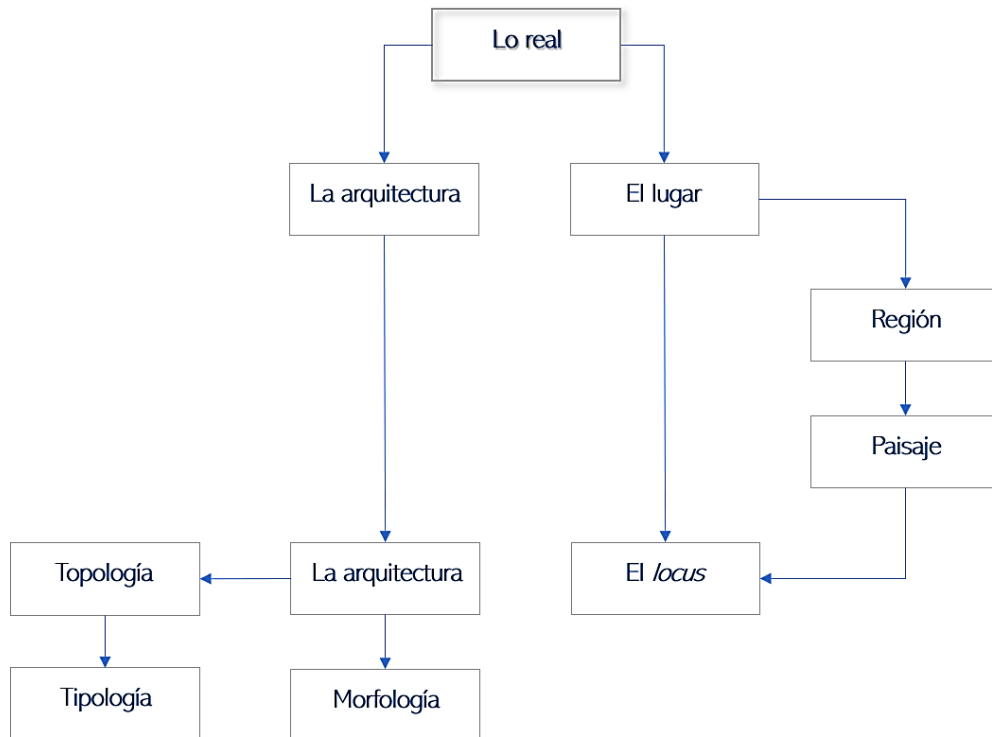 Lo real
La arquitectura
El lugar
Región
Paisaje
Topología
La arquitectura
El locus
Tipología
Morfología